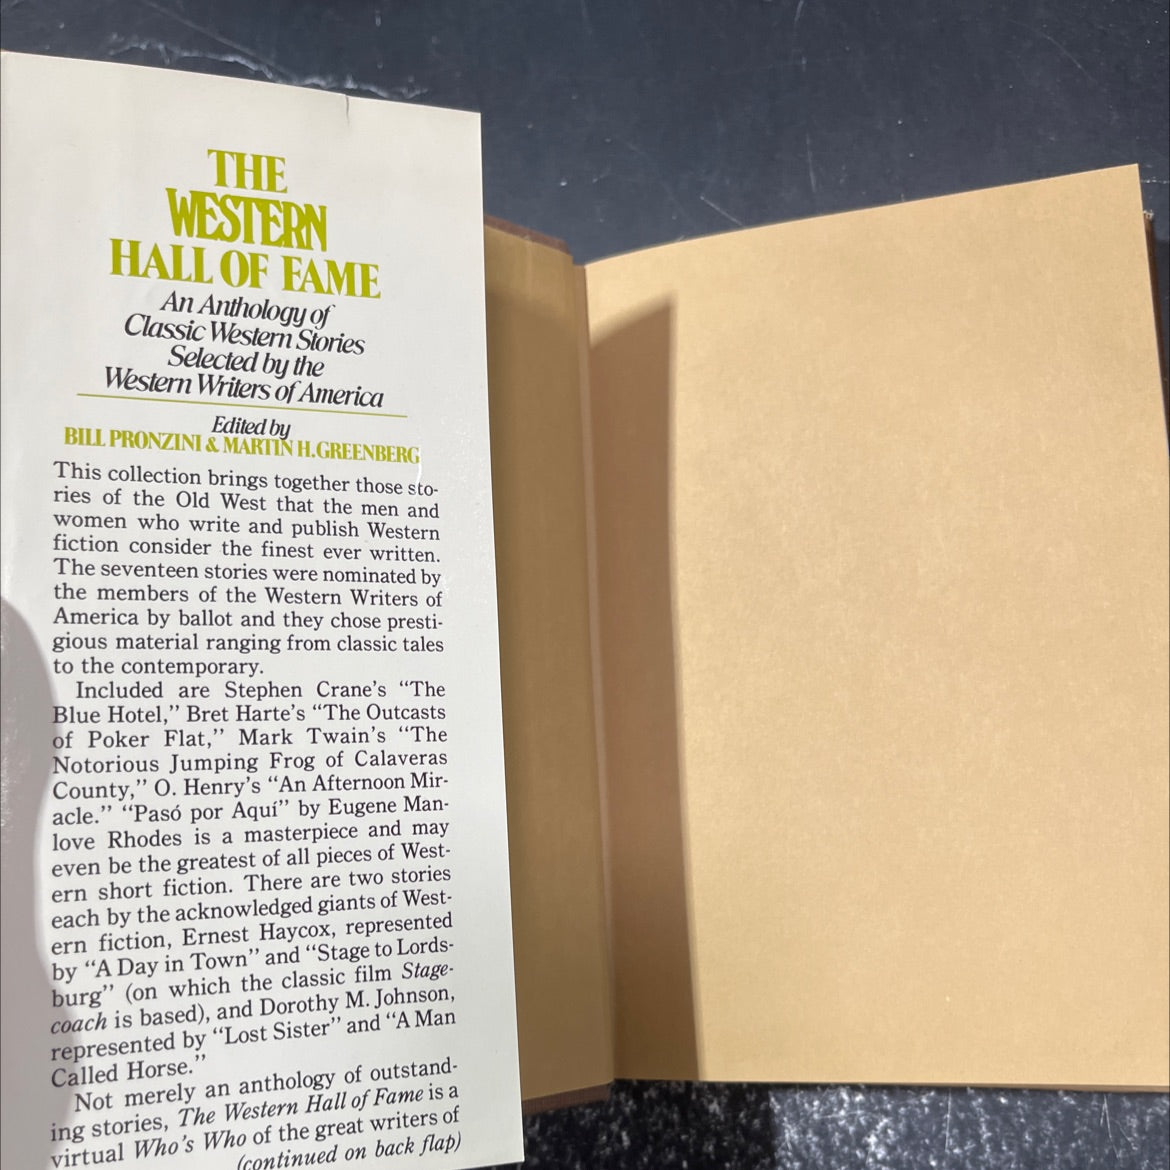 THE
WESTERN
HALL OF FAME
An Anthology of
Classic Western Stories
Selected by the
Western Writers of America
Edited by
BILL PRONZINI & MARTIN H. GREENBERG
This collection brings together those sto-
ries of the Old West that the men and
women who write and publish Western
fiction consider the finest ever written.
The seventeen stories were nominated by
the members of the Western Writers of
America by ballot and they chose presti-
gious material ranging from classic tales
to the contemporary.
Included are Stephen Crane's “The
Blue Hotel,” Bret Harte's “The Outcasts
of Poker Flat,” Mark Twain's “The
Notorious Jumping Frog of Calaveras
County,” O. Henry's “An Afternoon Mir-
acle.” “Pasó por Aquí” by Eugene Man-
love Rhodes is a masterpiece and may
even be the greatest of all pieces of West-
ern short fiction. There are two stories
each by the acknowledged giants of West-
ern fiction, Ernest Haycox, represented
by “A Day in Town” and “Stage to Lords-
burg” (on which the classic film Stage-
coach is based), and Dorothy M. Johnson,
represented by “Lost Sister” and “A Man
Called Horse.”
Not merely an anthology of outstand-
ing stories, The Western Hall of Fame is a
virtual Who's Who of the great writers of
(continued on back flap)